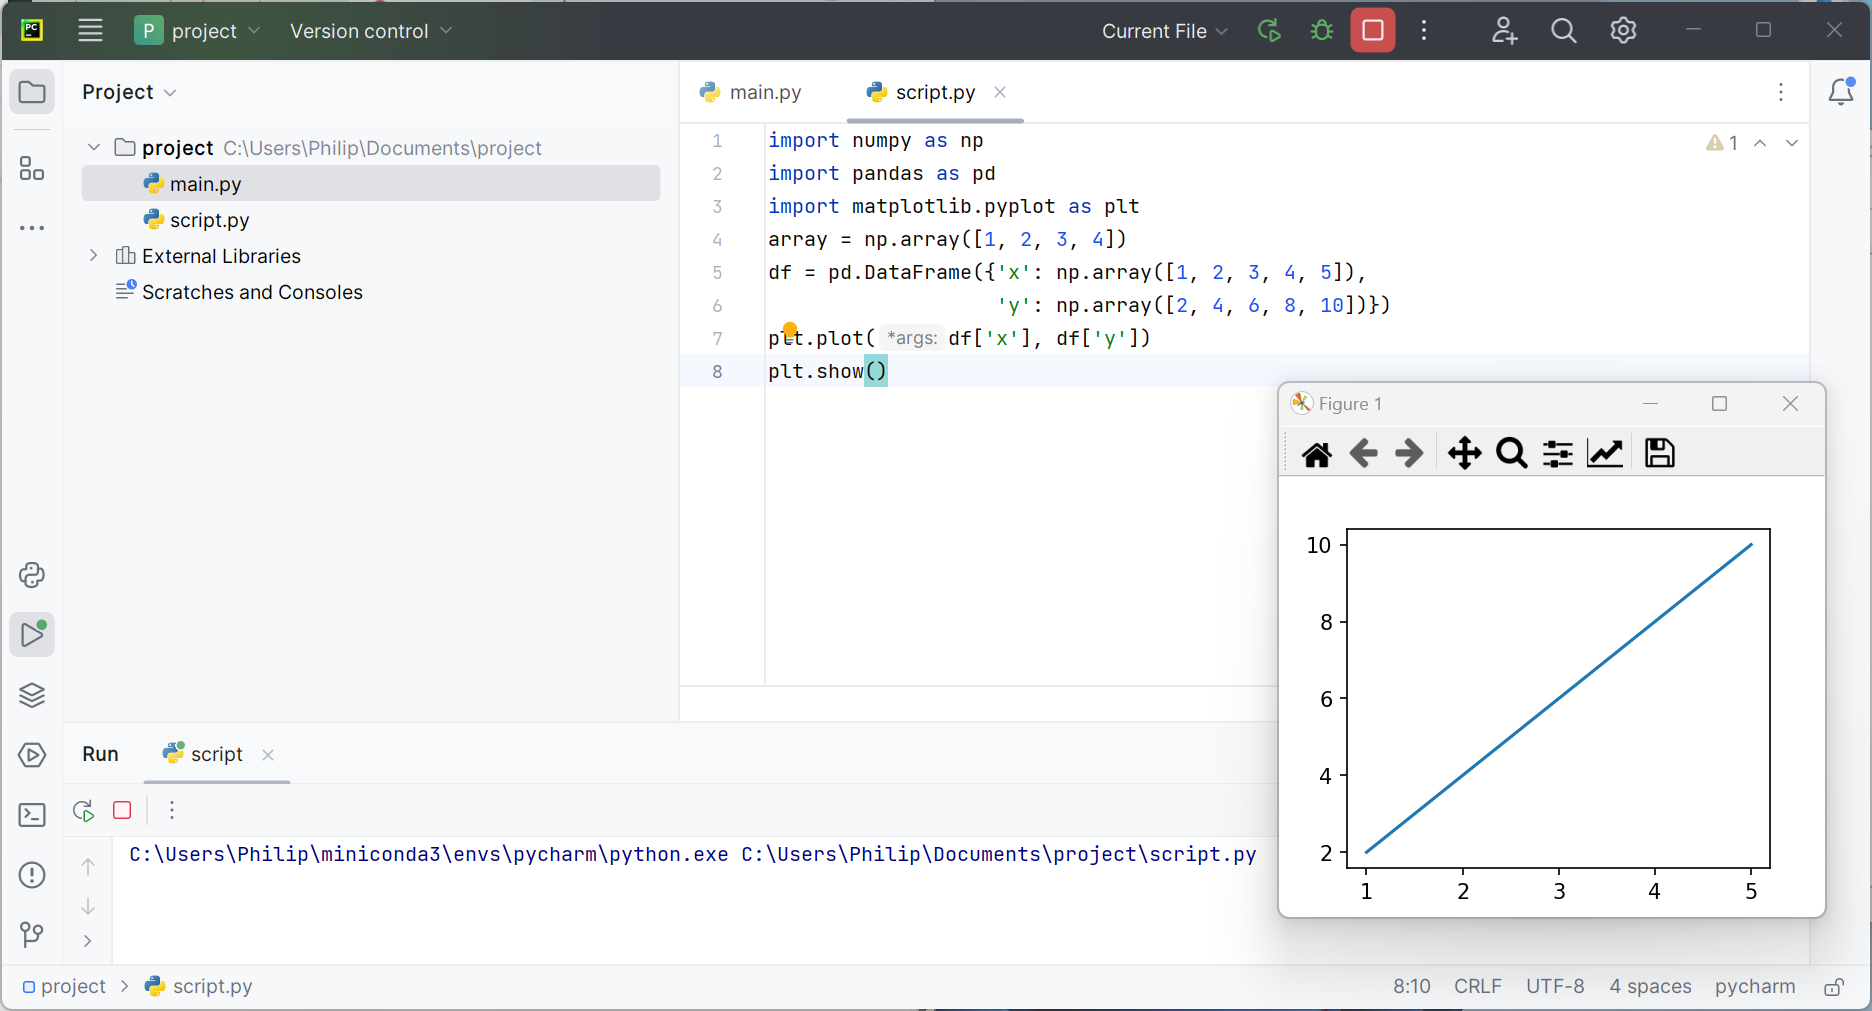 PC
P project Version control Current File
Project
main.py script.py
project C:\Users\Philip\Documents\project
main.py
script.py
External Libraries
Scratches and Consoles
1 import numpy as np
2 import pandas as pd
3 import matplotlib.pyplot as plt
4 array = np.array([1, 2, 3, 4])
5 df = pd.DataFrame({'x': np.array([1, 2, 3, 4, 5]),
6 'y': np.array([2, 4, 6, 8, 10])})
7 plt.plot( *args: df['x'], df['y'])
8 plt.show()
1
Figure 1
10
8
6
4
2
1 2 3 4 5
Run script
C:\Users\Philip\miniconda3\envs\pycharm\python.exe C:\Users\Philip\Documents\project\script.py
project > script.py 8:10 CRLF UTF-8 4 spaces pycharm